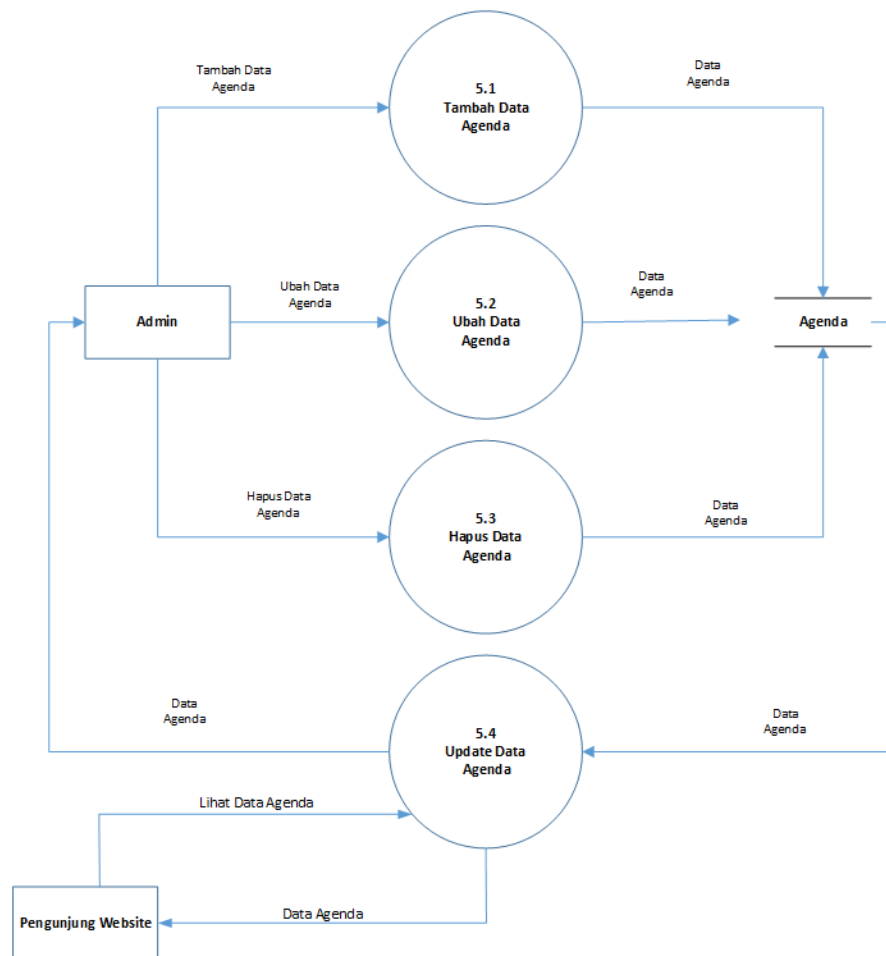 Tambah Data
Agenda
5.1
Tambah Data
Agenda
Data
Agenda
Admin
Ubah Data
Agenda
5.2
Ubah Data
Agenda
Data
Agenda
Agenda
Hapus Data
Agenda
5.3
Hapus Data
Agenda
Data
Agenda
Data
Agenda
5.4
Update Data
Agenda
Data
Agenda
Lihat Data Agenda
Pengunjung Website
Data Agenda